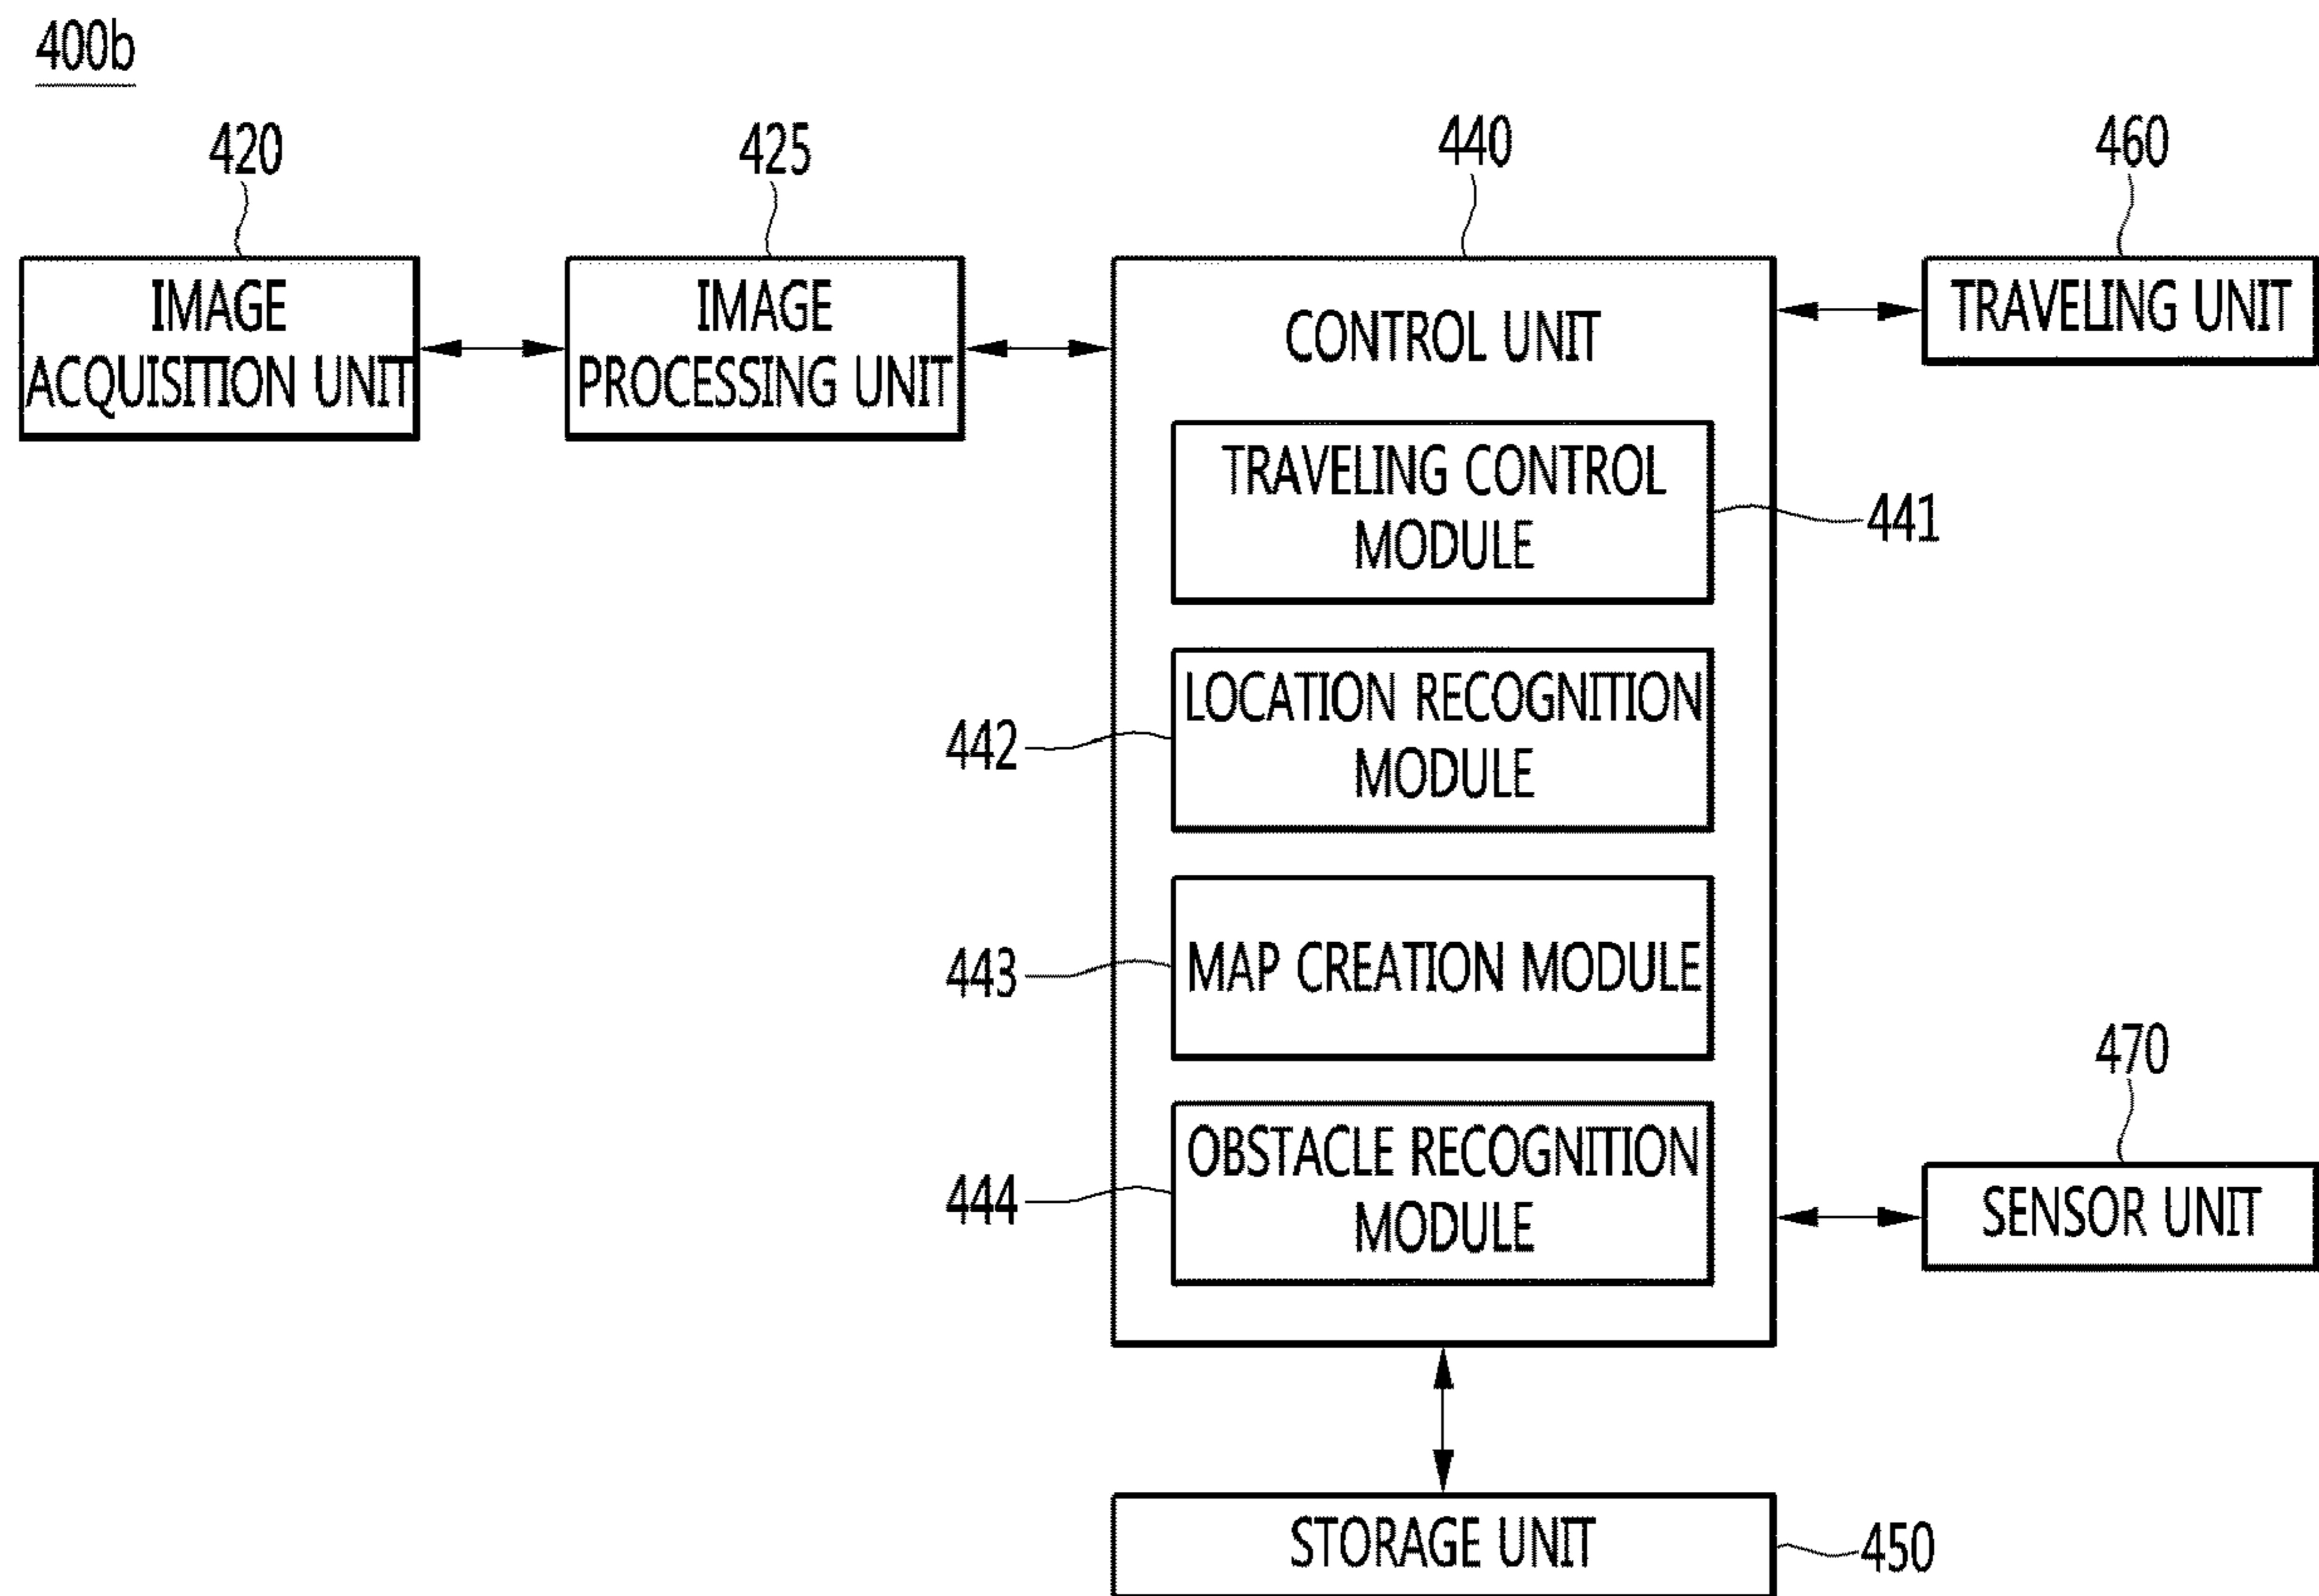 400b
420
425
440
460
IMAGE
ACQUISITION UNIT
IMAGE
PROCESSING UNIT
CONTROL UNIT
TRAVELING UNIT
TRAVELING CONTROL
MODULE
441
LOCATION RECOGNITION
MODULE
442
MAP CREATION MODULE
443
470
OBSTACLE RECOGNITION
MODULE
444
SENSOR UNIT
STORAGE UNIT
450